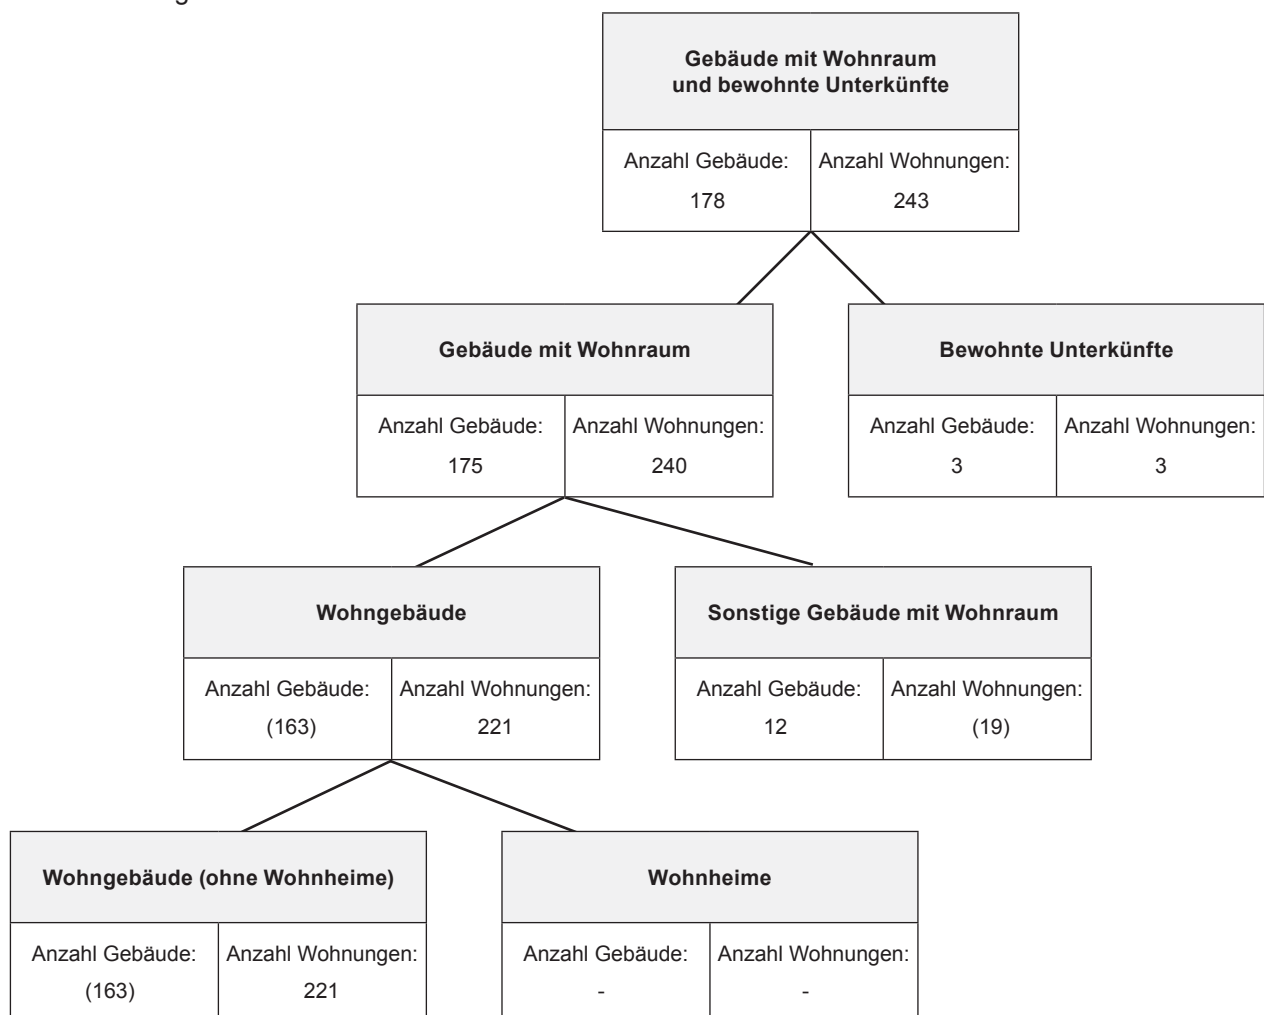 Gebäude mit Wohnraum
und bewohnte Unterkünfte
Anzahl Gebäude: Anzahl Wohnungen:
178 243
Gebäude mit Wohnraum
Anzahl Gebäude: Anzahl Wohnungen:
175 240
Bewohnte Unterkünfte
Anzahl Gebäude: Anzahl Wohnungen:
3 3
Wohngebäude
Anzahl Gebäude: Anzahl Wohnungen:
(163) 221
Sonstige Gebäude mit Wohnraum
Anzahl Gebäude: Anzahl Wohnungen:
12 (19)
Wohngebäude (ohne Wohnheime)
Anzahl Gebäude: Anzahl Wohnungen:
(163) 221
Wohnheime
Anzahl Gebäude: Anzahl Wohnungen:
- -